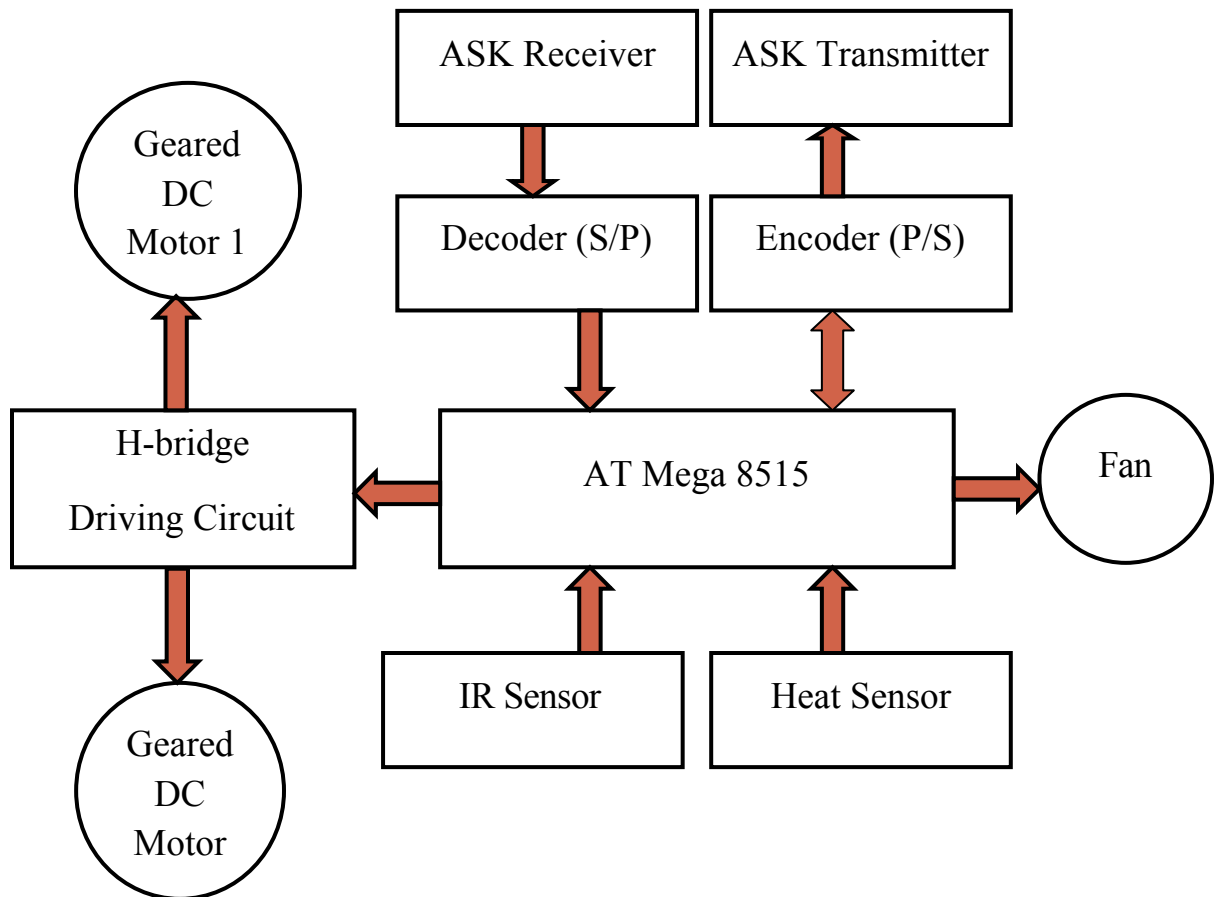 ASK Receiver
ASK Transmitter
Geared
DC
Motor 1
Decoder (S/P)
Encoder (P/S)
H-bridge
Driving Circuit
AT Mega 8515
Fan
IR Sensor
Heat Sensor
Geared
DC
Motor